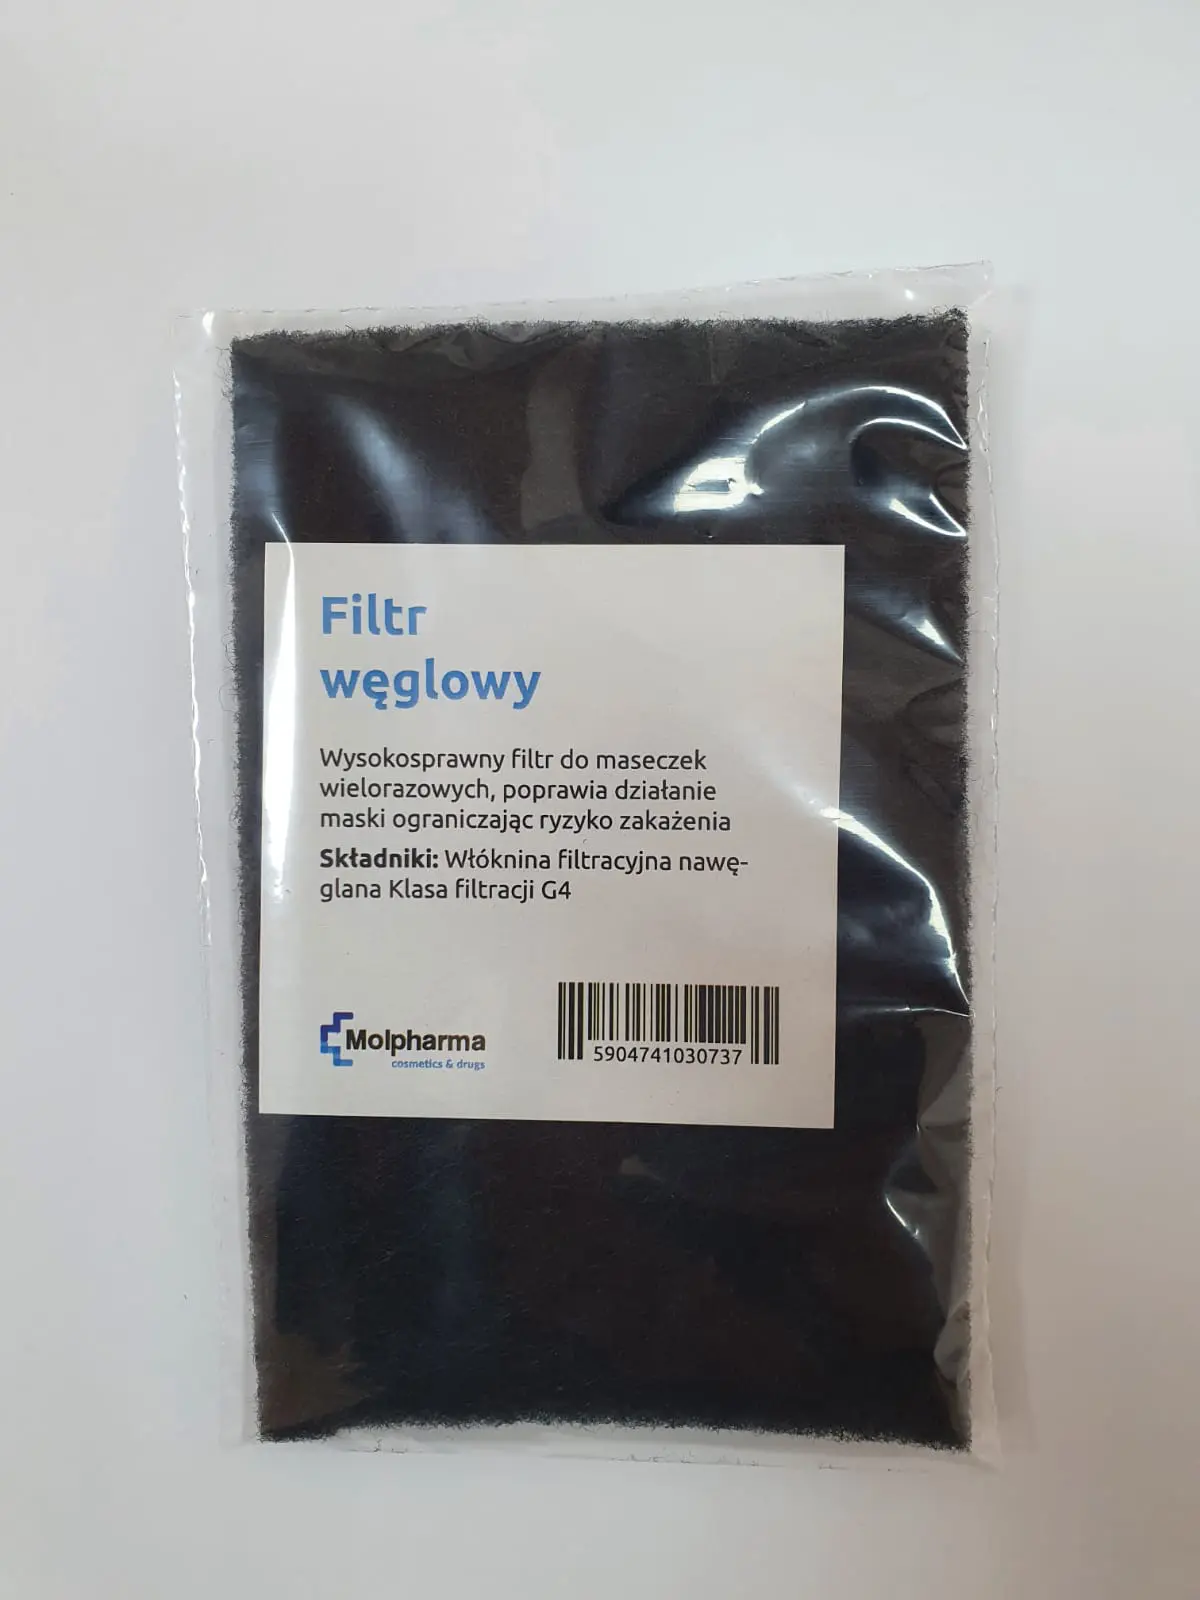 Filtr
węglowy
Wysokosprawny filtr do maseczek
wielorazowych, poprawia działanie
maski ograniczając ryzyko zakażenia
Składniki: Włóknina filtracyjna nawę-
glana Klasa filtracji G4
Molpharma
cosmetics & drugs
5904741030737